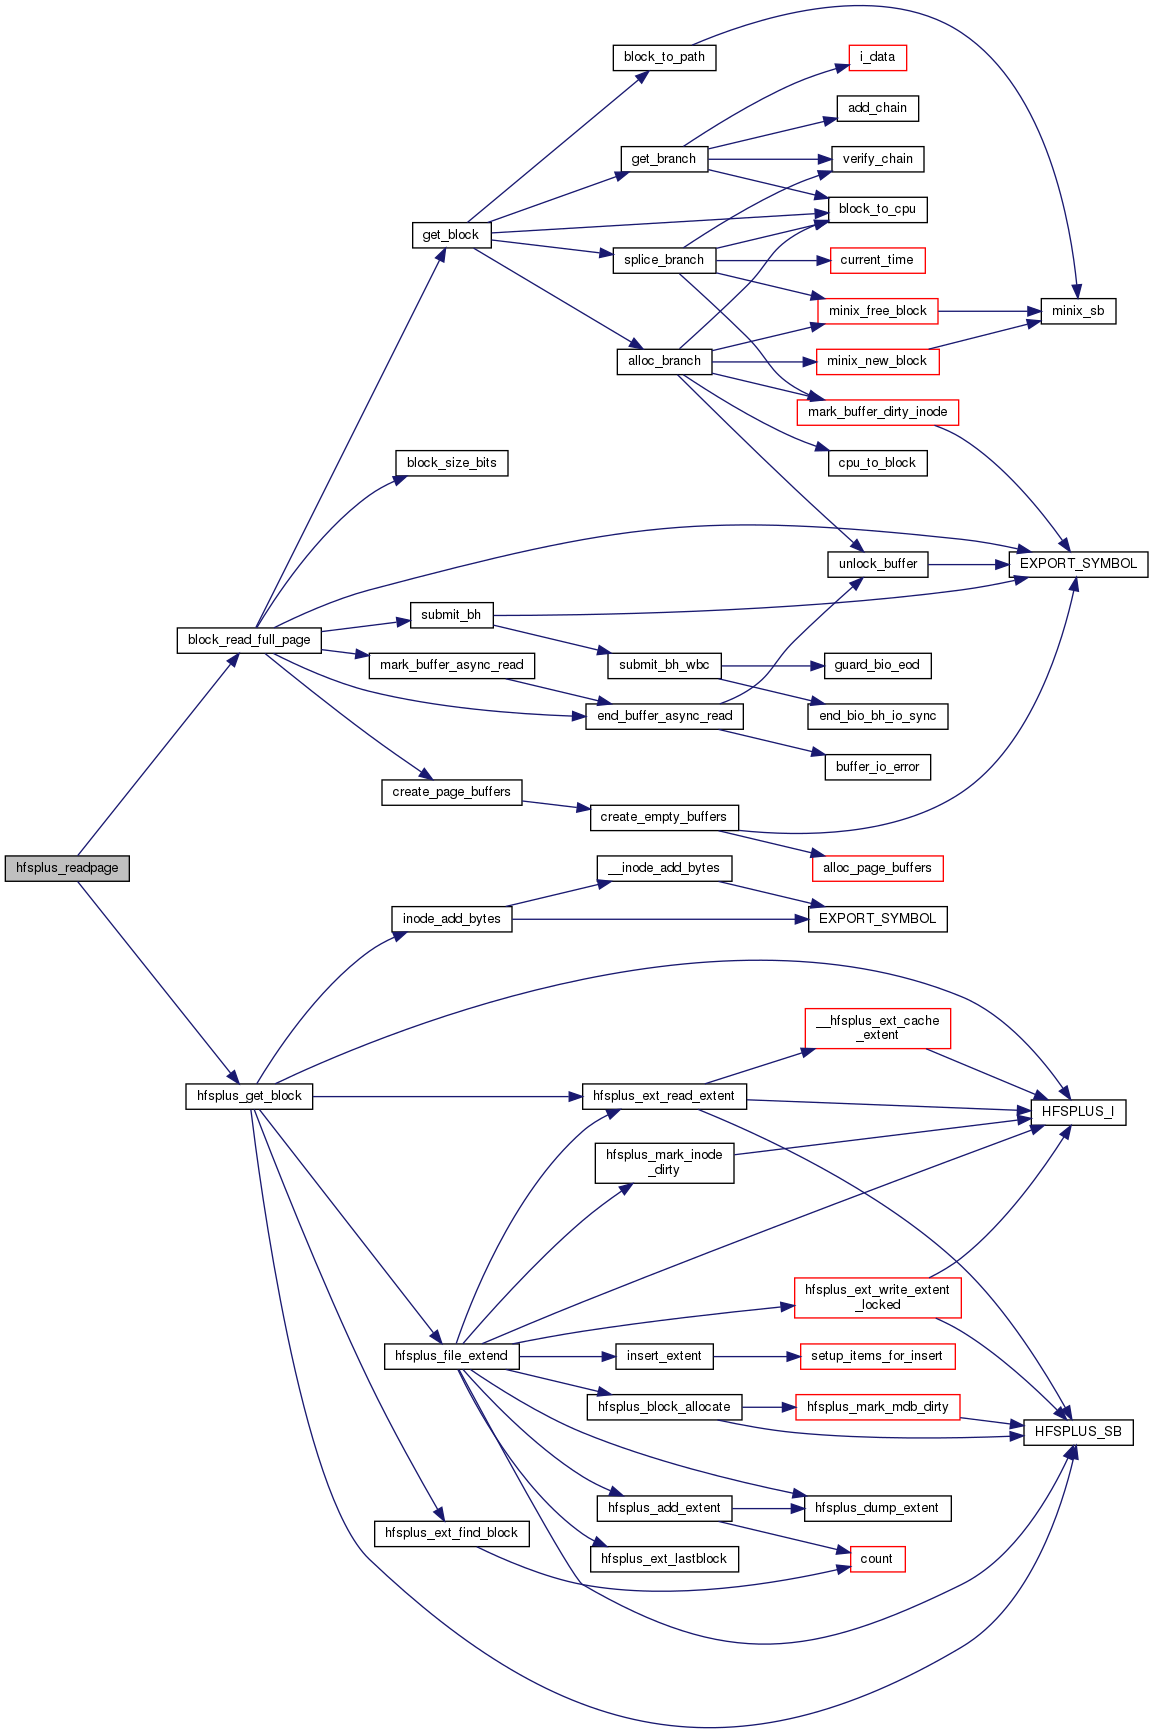 block_to_path
i_data
add_chain
get_branch
verify_chain
block_to_cpu
get_block
splice_branch
current_time
minix_free_block
minix_sb
alloc_branch
minix_new_block
mark_buffer_dirty_inode
block_size_bits
cpu_to_block
unlock_buffer
EXPORT_SYMBOL
submit_bh
block_read_full_page
mark_buffer_async_read
submit_bh_wbc
guard_bio_eod
end_buffer_async_read
end_bio_bh_io_sync
buffer_io_error
create_page_buffers
create_empty_buffers
hfsplus_readpage
__inode_add_bytes
alloc_page_buffers
inode_add_bytes
EXPORT_SYMBOL
__hfsplus_ext_cache
_extent
hfsplus_get_block
hfsplus_ext_read_extent
HFSPLUS_I
hfsplus_mark_inode
_dirty
hfsplus_ext_write_extent
_locked
hfsplus_file_extend
insert_extent
setup_items_for_insert
hfsplus_block_allocate
hfsplus_mark_mdb_dirty
HFSPLUS_SB
hfsplus_add_extent
hfsplus_dump_extent
hfsplus_ext_find_block
hfsplus_ext_lastblock
count